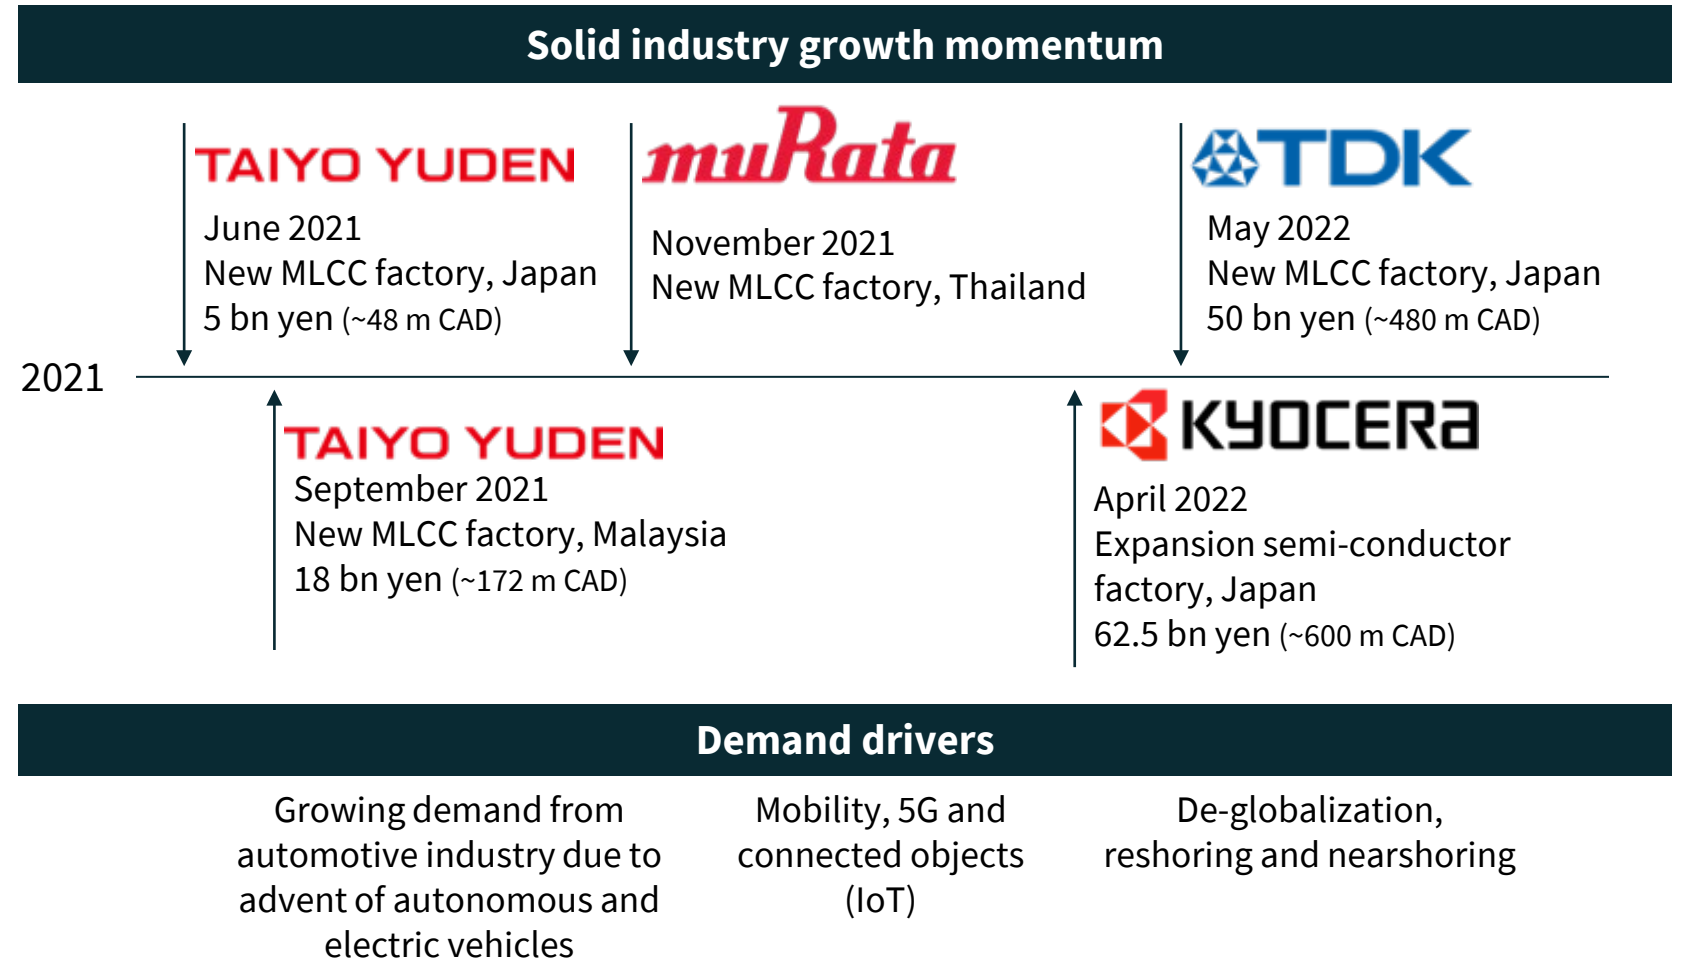 Solid industry growth momentum
TAIYO YUDEN
June 2021
New MLCC factory, Japan
5 bn yen (~48 m CAD)
muRata
November 2021
New MLCC factory, Thailand
TDK
May 2022
New MLCC factory, Japan
50 bn yen (~480 m CAD)
2021
TAIYO YUDEN
September 2021
New MLCC factory, Malaysia
18 bn yen (~172 m CAD)
KYOCERA
April 2022
Expansion semi-conductor
factory, Japan
62.5 bn yen (~600 m CAD)
Demand drivers
Growing demand from
automotive industry due to
advent of autonomous and
electric vehicles
Mobility, 5G and
connected objects
(IoT)
De-globalization,
reshoring and nearshoring